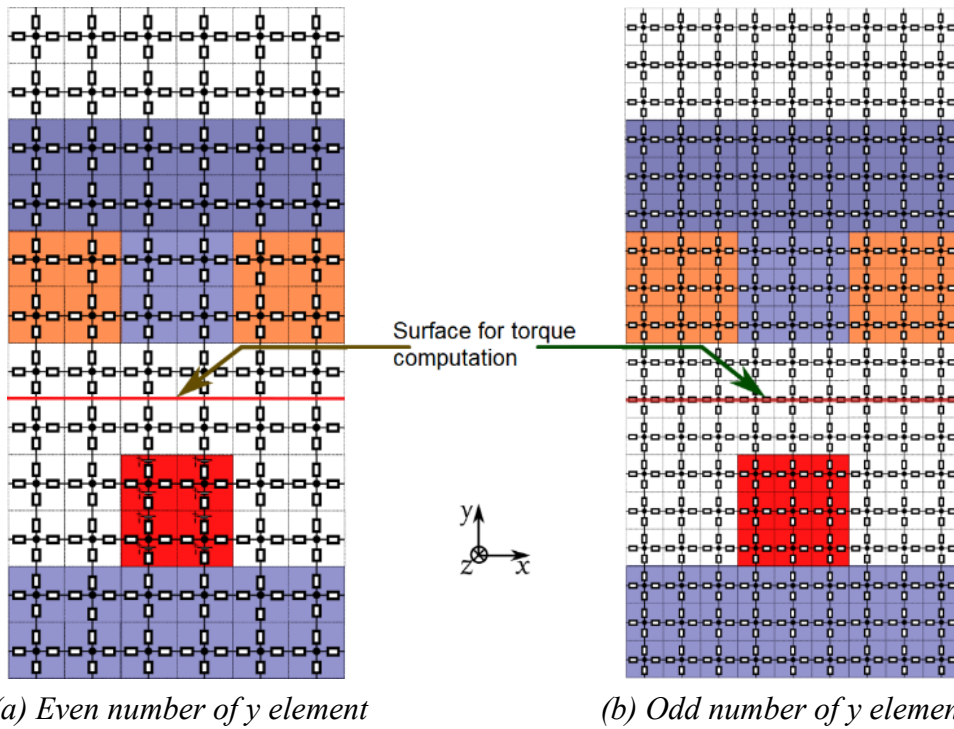 Surface for torque
computation
y
z x
(a) Even number of y element
(b) Odd number of y elemen